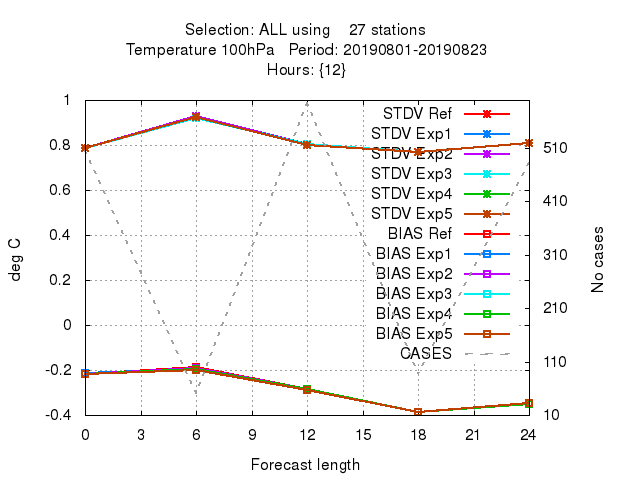 Selection: ALL using 27 stations
Temperature 100hPa Period: 20190801-20190823
Hours: {12}
1
0.8
0.6
0.4
0.2
0
-0.2
-0.4
deg C
STDV Ref
STDV Exp1
STDV Exp2
STDV Exp3
STDV Exp4
STDV Exp5
BIAS Ref
BIAS Exp1
BIAS Exp2
BIAS Exp3
BIAS Exp4
BIAS Exp5
CASES
510
410
310
210
110
10
No cases
0 3 6 9 12 15 18 21 24
Forecast length